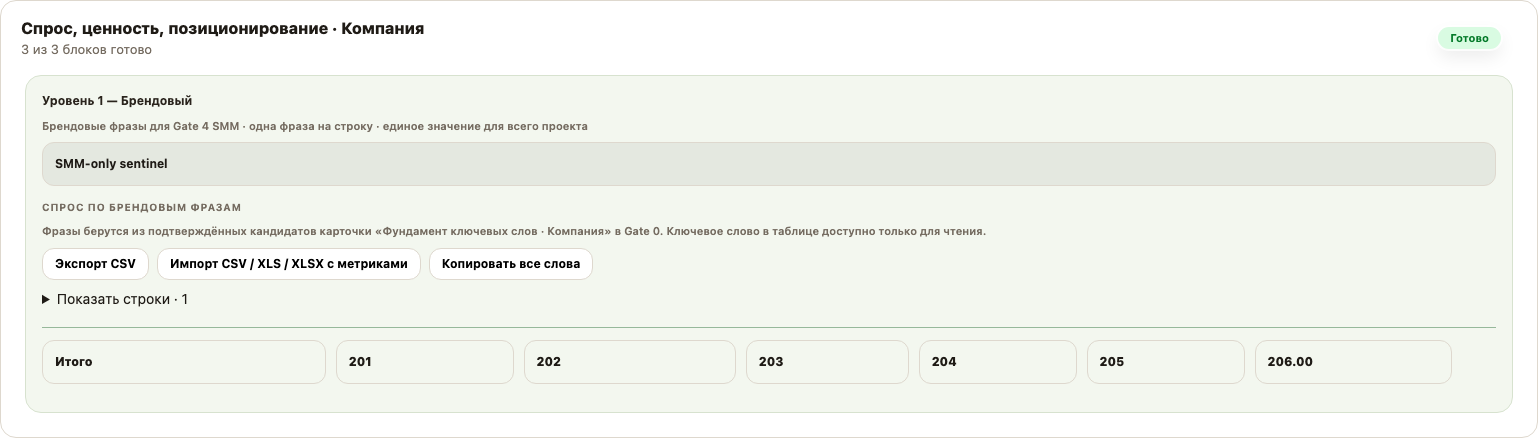 Спрос, ценность, позиционирование · Компания
3 из 3 блоков готово
Готово
Уровень 1 — Брендовый
Брендовые фразы для Gate 4 SMM · одна фраза на строку · единое значение для всего проекта
SMM-only sentinel
СПРОС ПО БРЕНДОВЫМ ФРАЗАМ
Фразы берутся из подтверждённых кандидатов карточки «Фундамент ключевых слов · Компания» в Gate 0. Ключевое слово в таблице доступно только для чтения.
Экспорт CSV Импорт CSV / XLS / XLSX с метриками Копировать все слова
▶ Показать строки · 1
Итого 201 202 203 204 205 206.00